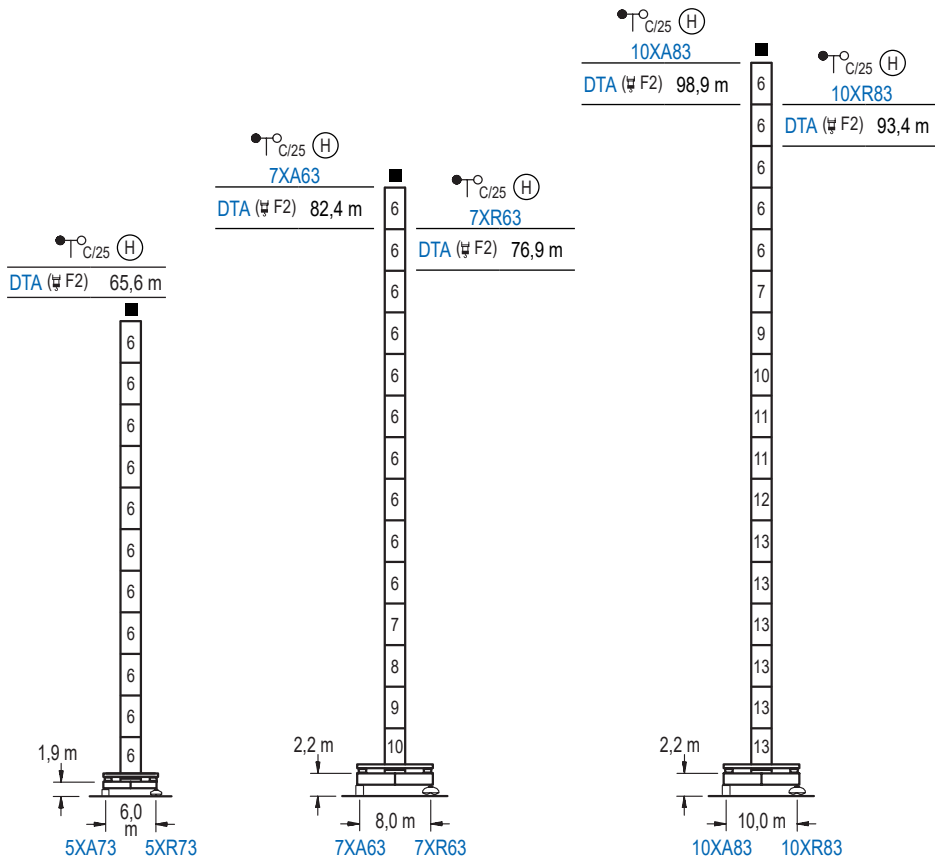 C/25 H
DTA (F2) 65,6 m
6
6
6
6
6
6
6
6
6
6
6
1,9 m
6,0
m
5XA73 5XR73
C/25 H
7XA63
DTA (F2) 82,4 m
C/25 H
7XR63
DTA (F2) 76,9 m
6
6
6
6
6
6
6
6
6
6
7
8
9
10
2,2 m
8,0 m
7XA63 7XR63
C/25 H
10XA83
DTA (F2) 98,9 m
C/25 H
10XR83
DTA (F2) 93,4 m
6
6
6
6
6
7
9
10
11
11
12
13
13
13
13
13
13
2,2 m
10,0 m
10XA83 10XR83